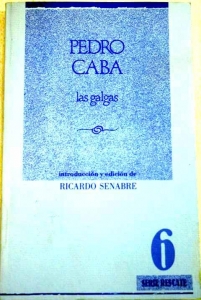 PEDRO
CABA
las galgas
introducción y edición de
RICARDO SENABRE
6
SERIE RESCATE